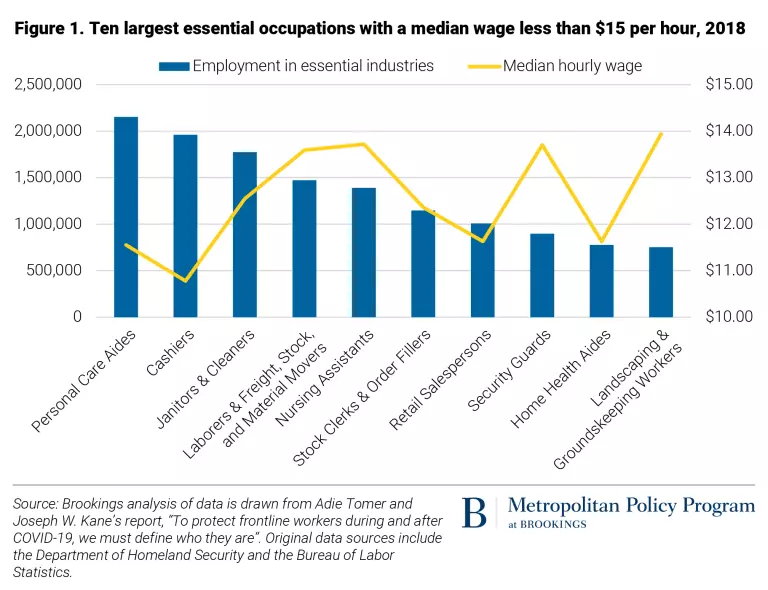 Figure 1. Ten largest essential occupations with a median wage less than $15 per hour, 2018
Employment in essential industries
Median hourly wage
2,500,000
2,000,000
1,500,000
1,000,000
500,000
0
$15.00
$14.00
$13.00
$12.00
$11.00
$10.00
Personal Care Aides
Cashiers
Janitors & Cleaners
Laborers & Freight, Stock,
and Material Movers
Nursing Assistants
Stock Clerks & Order Fillers
Retail Salespersons
Security Guards
Home Health Aides
Landscaping &
Groundskeeping Workers
Source: Brookings analysis of data is drawn from Adie Tomer and
Joseph W. Kane’s report, “To protect frontline workers during and after
COVID-19, we must define who they are”. Original data sources include
the Department of Homeland Security and the Bureau of Labor
Statistics.
B
Metropolitan Policy Program
at BROOKINGS